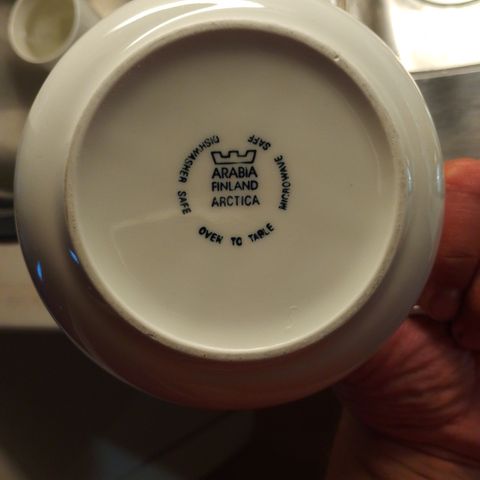 ARABIA
FINLAND
ARCTICA
DISHWASHER SAFE
OVEN TO TABLE
MICROWAVE SAFE